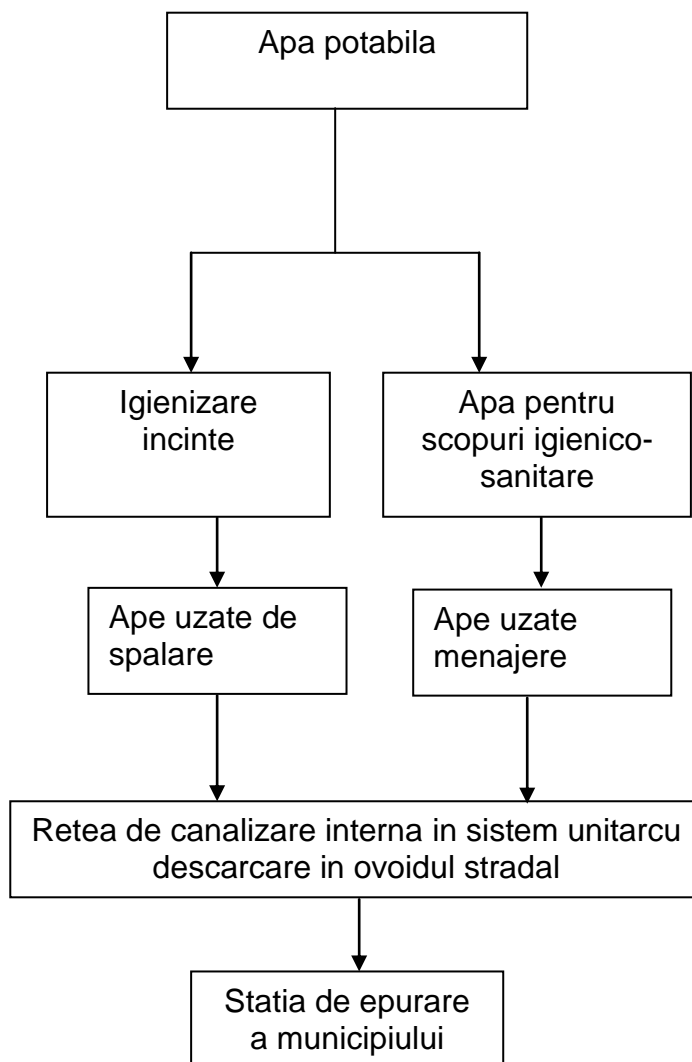 Apa potabila
Igienizare
incinte
Apa pentru
scopuri igienico-
sanitare
Ape uzate de
spalare
Ape uzate
menajere
Retea de canalizare interna in sistem unitarcu
descarcare in ovoidul stradal
Statia de epurare
a municipiului